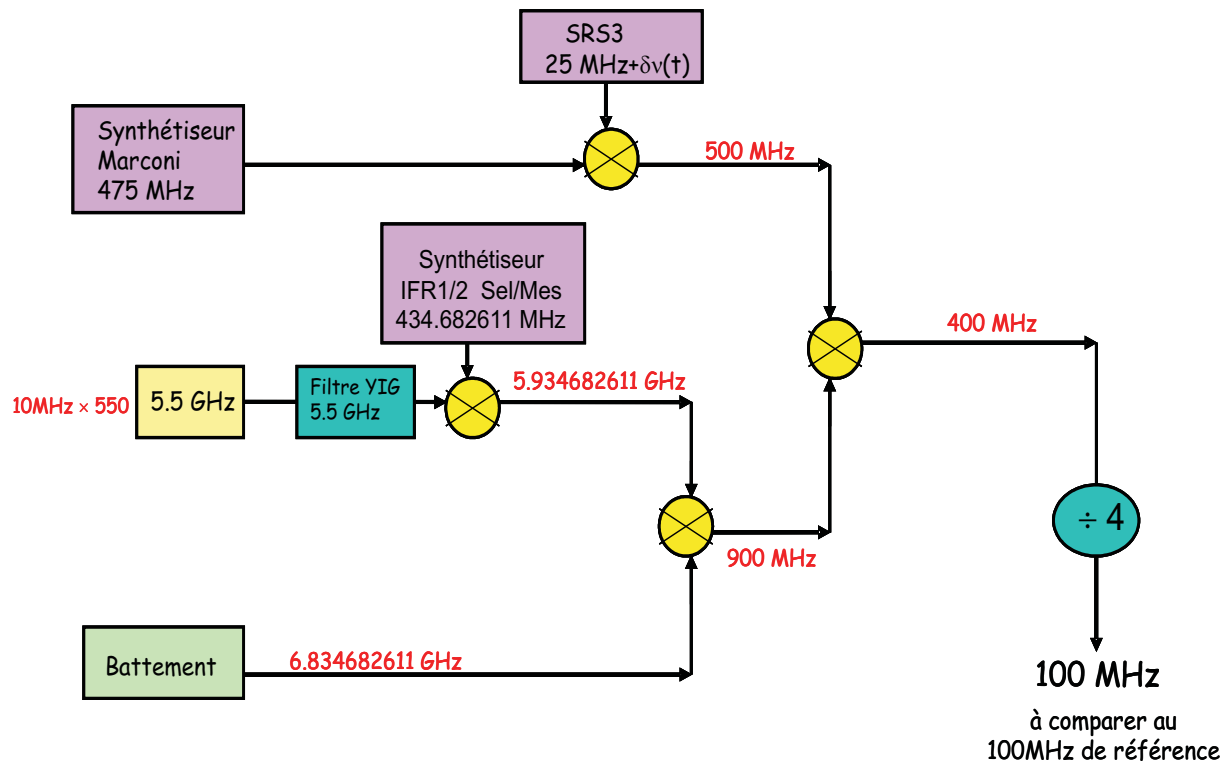 SRS3
25 MHz+δν(t)
Synthétiseur
Marconi
475 MHz
500 MHz
Synthétiseur
IFR1/2 Sel/Mes
434.682611 MHz
400 MHz
10MHz × 550
5.5 GHz
Filtre YIG
5.5 GHz
5.934682611 GHz
÷ 4
900 MHz
Battement
6.834682611 GHz
100 MHz
à comparer au
100MHz de référence